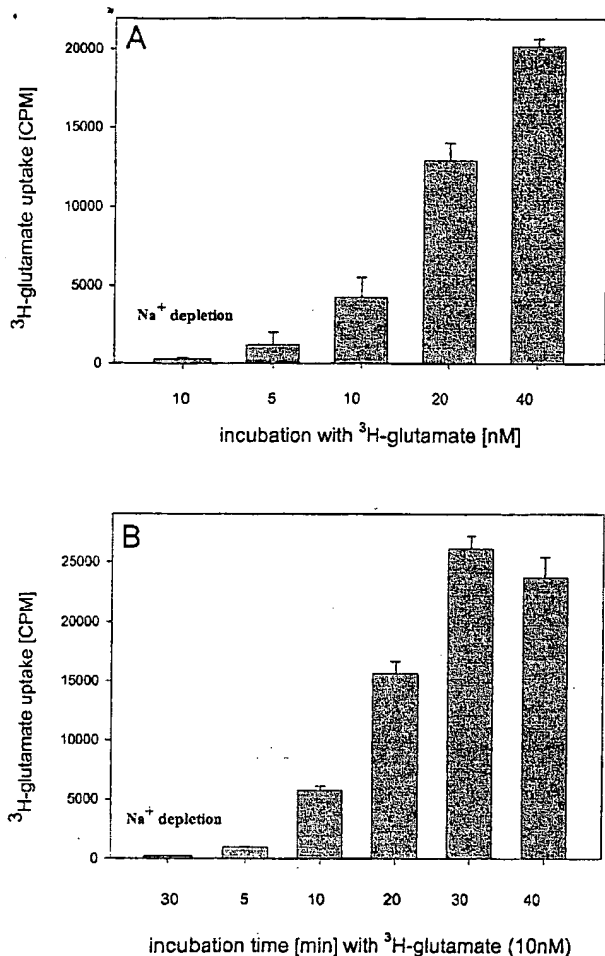 A
20000
15000
10000
5000
0
³H-glutamate uptake [CPM]
Na⁺ depletion
10 5 10 20 40
incubation with ³H-glutamate [nM]
B
25000
20000
15000
10000
5000
0
³H-glutamate uptake [CPM]
Na⁺ depletion
30 5 10 20 30 40
incubation time [min] with ³H-glutamate (10nM)